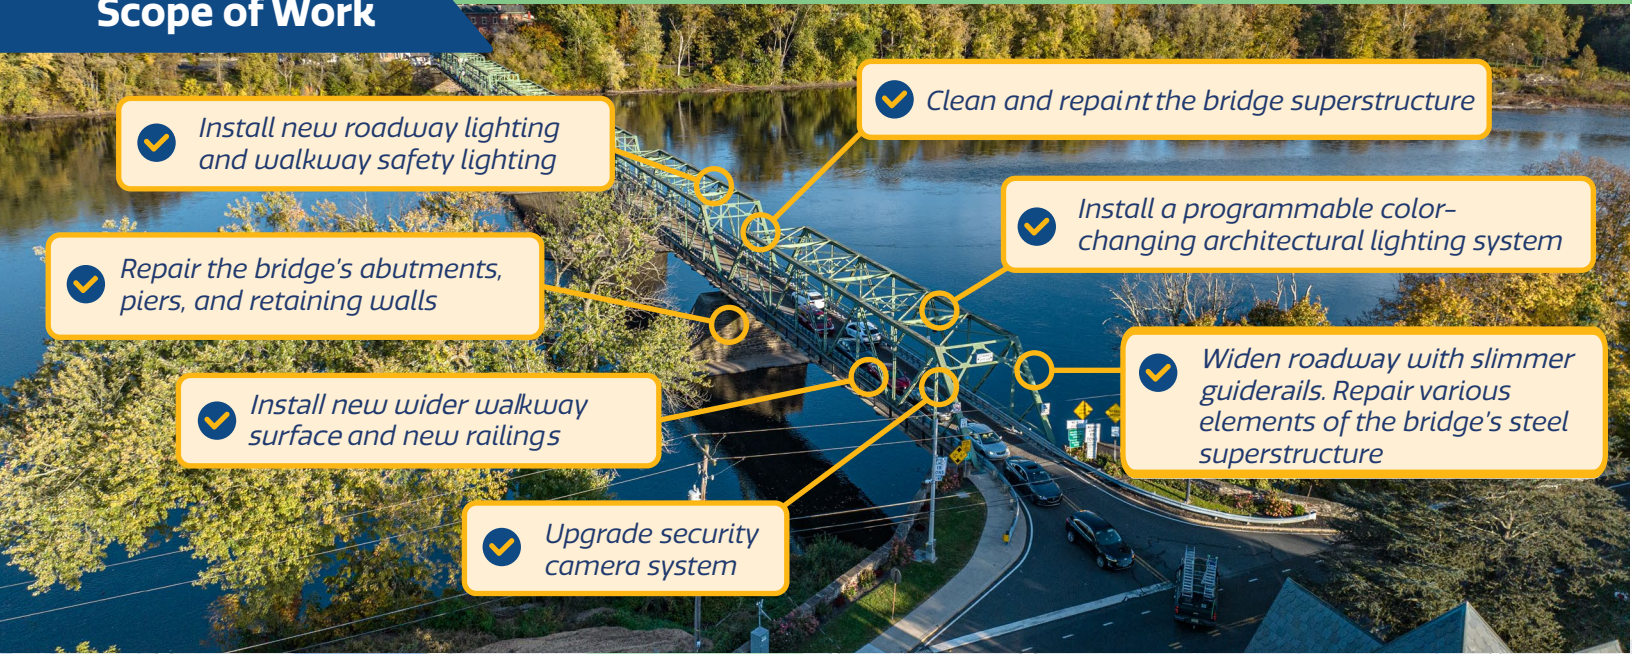 Scope of Work
Clean and repaint the bridge superstructure
Install new roadway lighting
and walkway safety lighting
Install a programmable color-
changing architectural lighting system
Repair the bridge's abutments,
piers, and retaining walls
Widen roadway with slimmer
guiderails. Repair various
elements of the bridge's steel
superstructure
Install new wider walkway
surface and new railings
Upgrade security
camera system